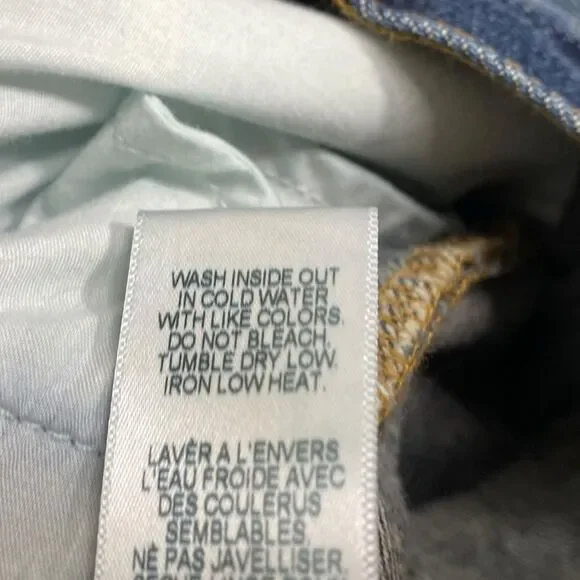 WASH INSIDE OUT
IN COLD WATER
WITH LIKE COLORS.
DO NOT BLEACH.
TUMBLE DRY LOW.
IRON LOW HEAT.
LAVER A L'ENVERS
L'EAU FROIDE AVEC
DES COULERUS
SEMBLABLES.
NE PAS JAVELLISER.